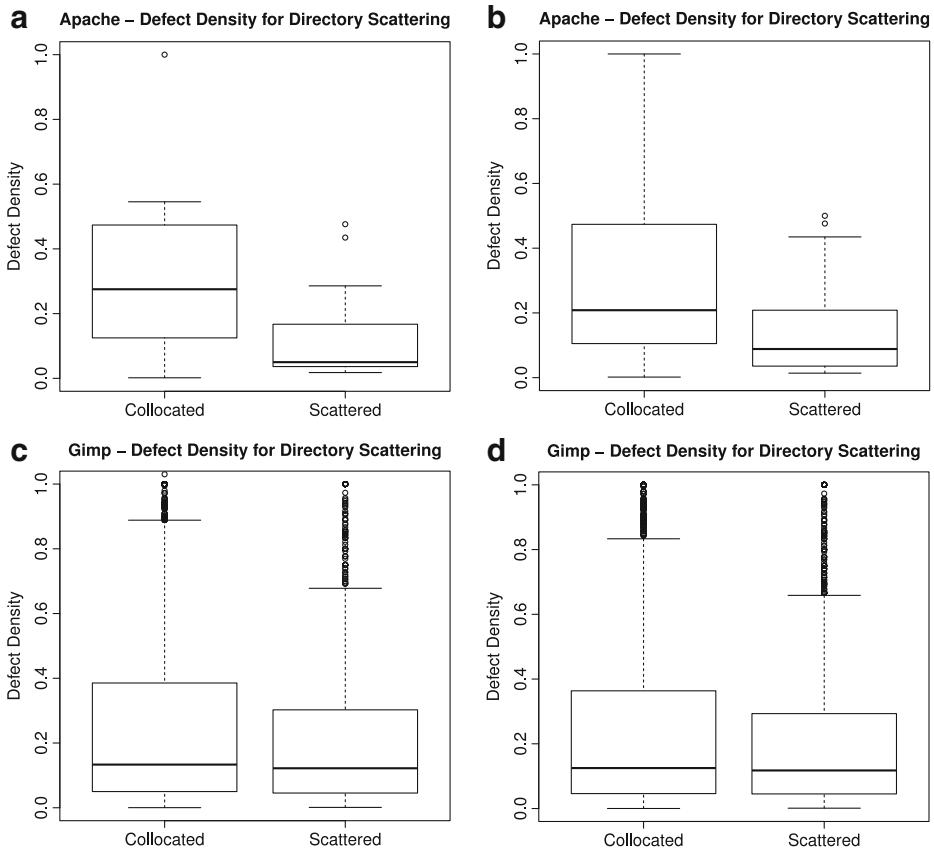 a
Apache – Defect Density for Directory Scattering
Defect Density
0.0 0.2 0.4 0.6 0.8 1.0
Collocated Scattered
b
Apache – Defect Density for Directory Scattering
Defect Density
0.0 0.2 0.4 0.6 0.8 1.0
Collocated Scattered
c
Gimp – Defect Density for Directory Scattering
Defect Density
0.0 0.2 0.4 0.6 0.8 1.0
Collocated Scattered
d
Gimp – Defect Density for Directory Scattering
Defect Density
0.0 0.2 0.4 0.6 0.8 1.0
Collocated Scattered